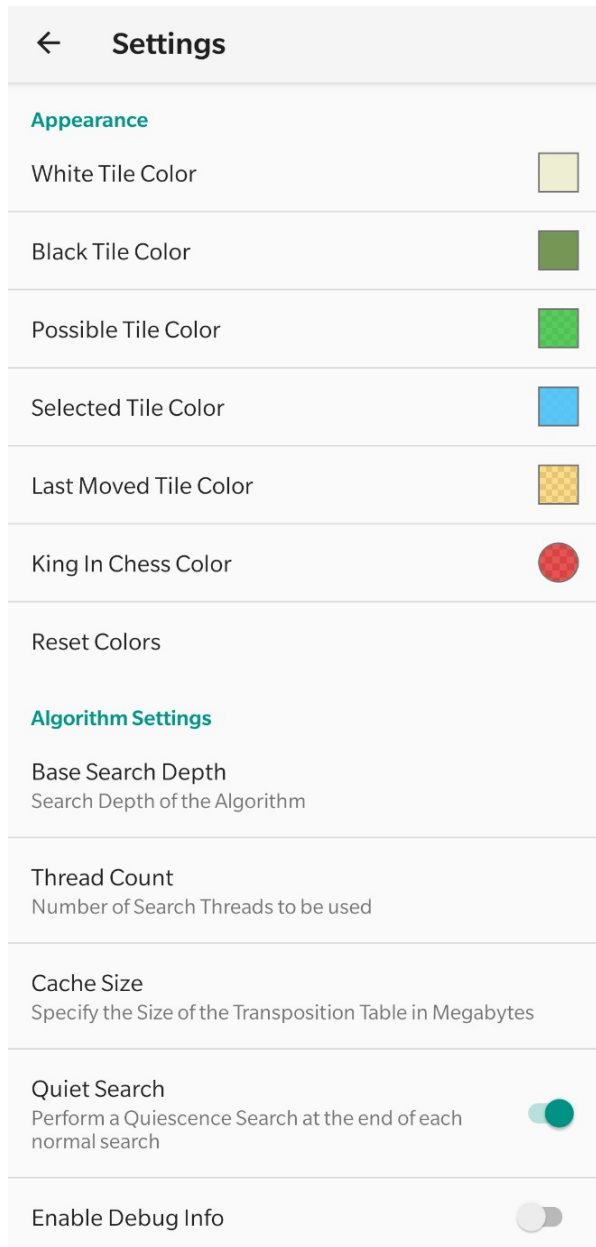 Settings
Appearance
White Tile Color
Black Tile Color
Possible Tile Color
Selected Tile Color
Last Moved Tile Color
King In Chess Color
Reset Colors
Algorithm Settings
Base Search Depth
Search Depth of the Algorithm
Thread Count
Number of Search Threads to be used
Cache Size
Specify the Size of the Transposition Table in Megabytes
Quiet Search
Perform a Quiescence Search at the end of each
normal search
Enable Debug Info